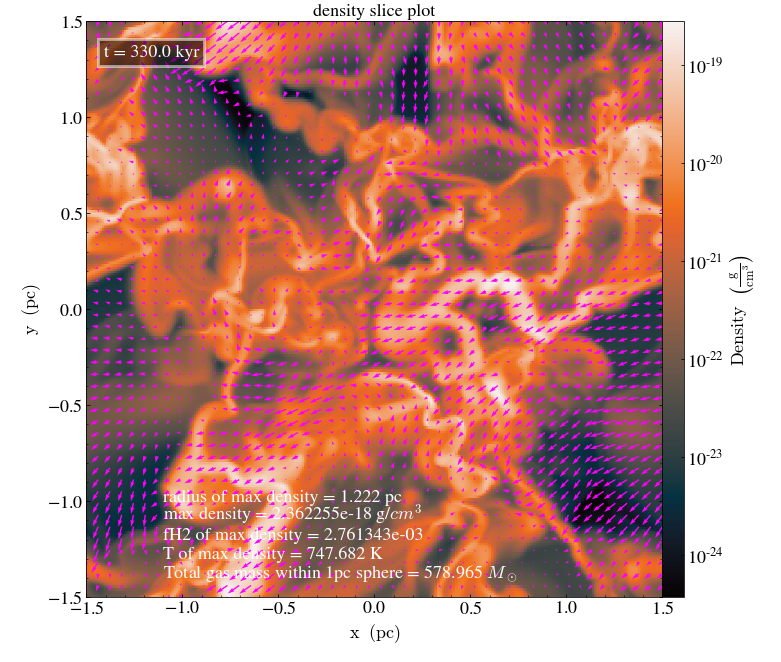 density slice plot
t = 330.0 kyr
radius of max density = 1.222 pc
max density = 2.362255e-18 g/cm³
fH2 of max density = 2.761343e-03
T of max density = 747.682 K
Total gas mass within 1pc sphere = 578.965 M☉
1.5
1.0
0.5
0.0
−0.5
−1.0
−1.5
y (pc)
−1.5 −1.0 −0.5 0.0 0.5 1.0 1.5
x (pc)
10⁻¹⁹
10⁻²⁰
10⁻²¹
10⁻²²
10⁻²³
10⁻²⁴
Density (g/cm³)